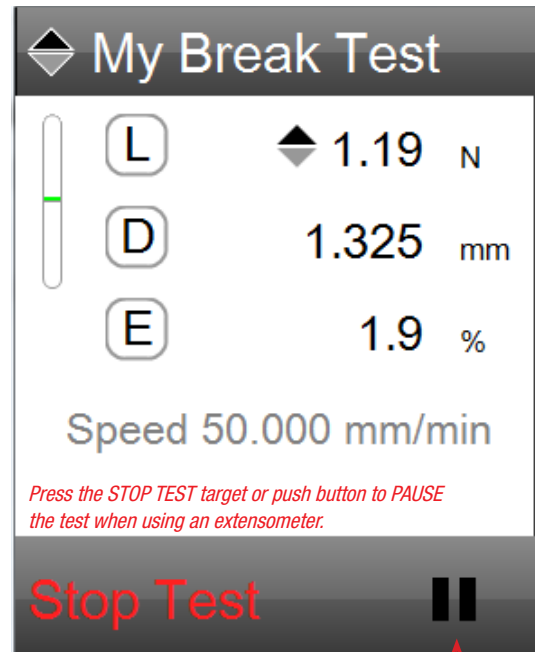 My Break Test
L 1.19 N
D 1.325 mm
E 1.9 %
Speed 50.000 mm/min
Press the STOP TEST target or push button to PAUSE
the test when using an extensometer.
Stop Test